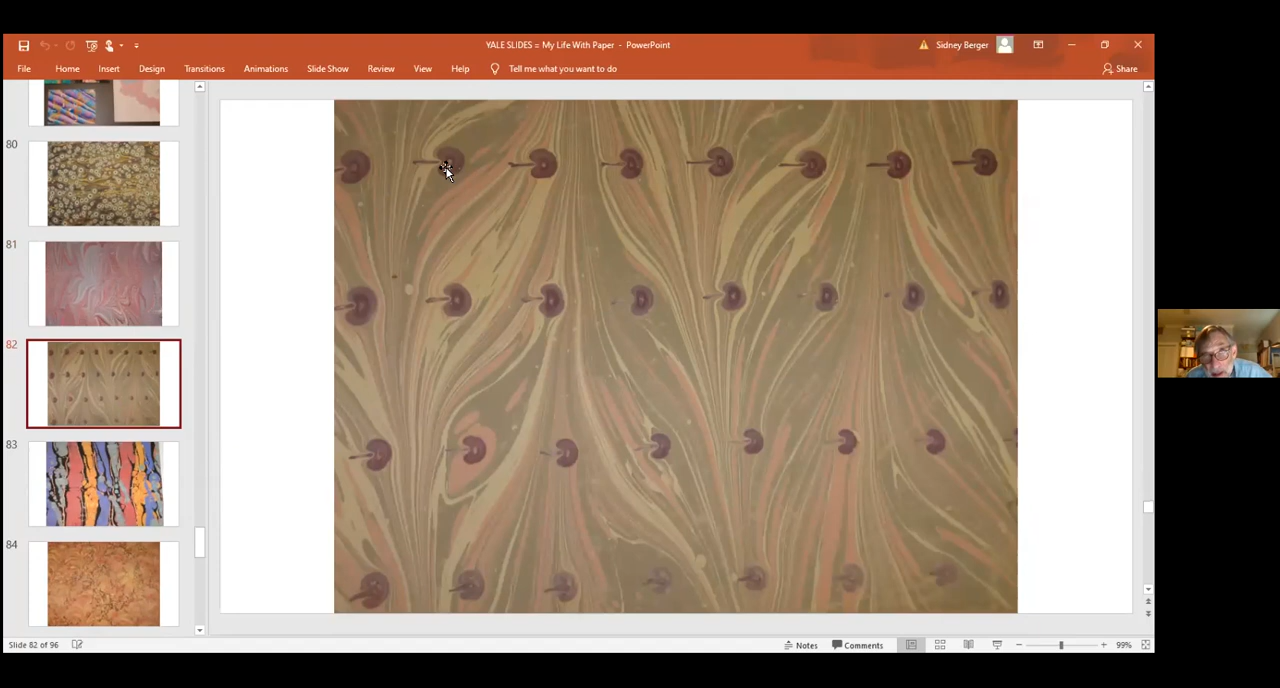 YALE SLIDES = My Life With Paper - PowerPoint
Sidney Berger
File Home Insert Design Transitions Animations Slide Show Review View Help Tell me what you want to do
Share
80
81
82
83
84
Slide 82 of 96
Notes Comments
99%